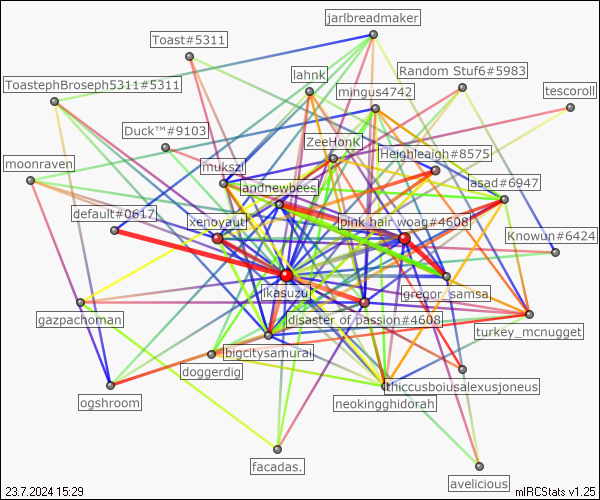 jarlbreadmaker
Toast#5311
lahnk
Random Stuf6#5983
ToastephBroseph5311#5311
mingus4742
tescoroll
Duck™#9103
ZeeHonK
Heighleaigh#8575
moonraven
mukszi
andnewbees
asad#6947
default#0617
xenoyaut
pink hair woag#4608
Knowun#6424
ikasuzu
gregor_samsa
gazpachoman
disaster of passion#4608
turkey_mcnugget
bigcitysamurai
doggerdig
thiccusboiusalexusjoneus
ogshroom
neokingghidorah
facadas.
avelicious
23.7.2024 15:29
mIRCStats v1.25